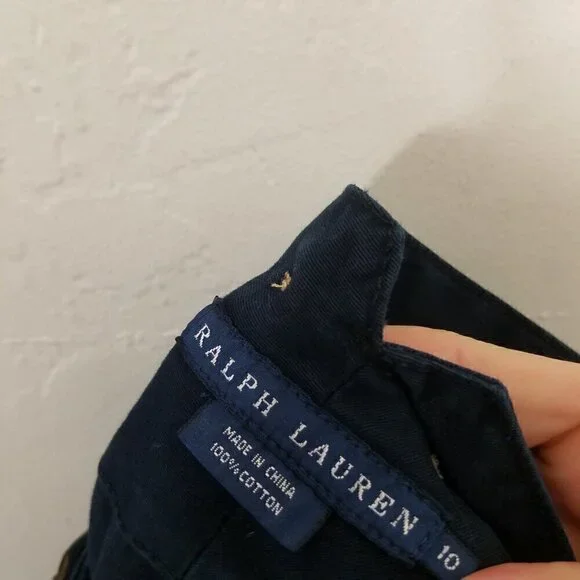 RALPH LAUREN 10
MADE IN CHINA
100% COTTON